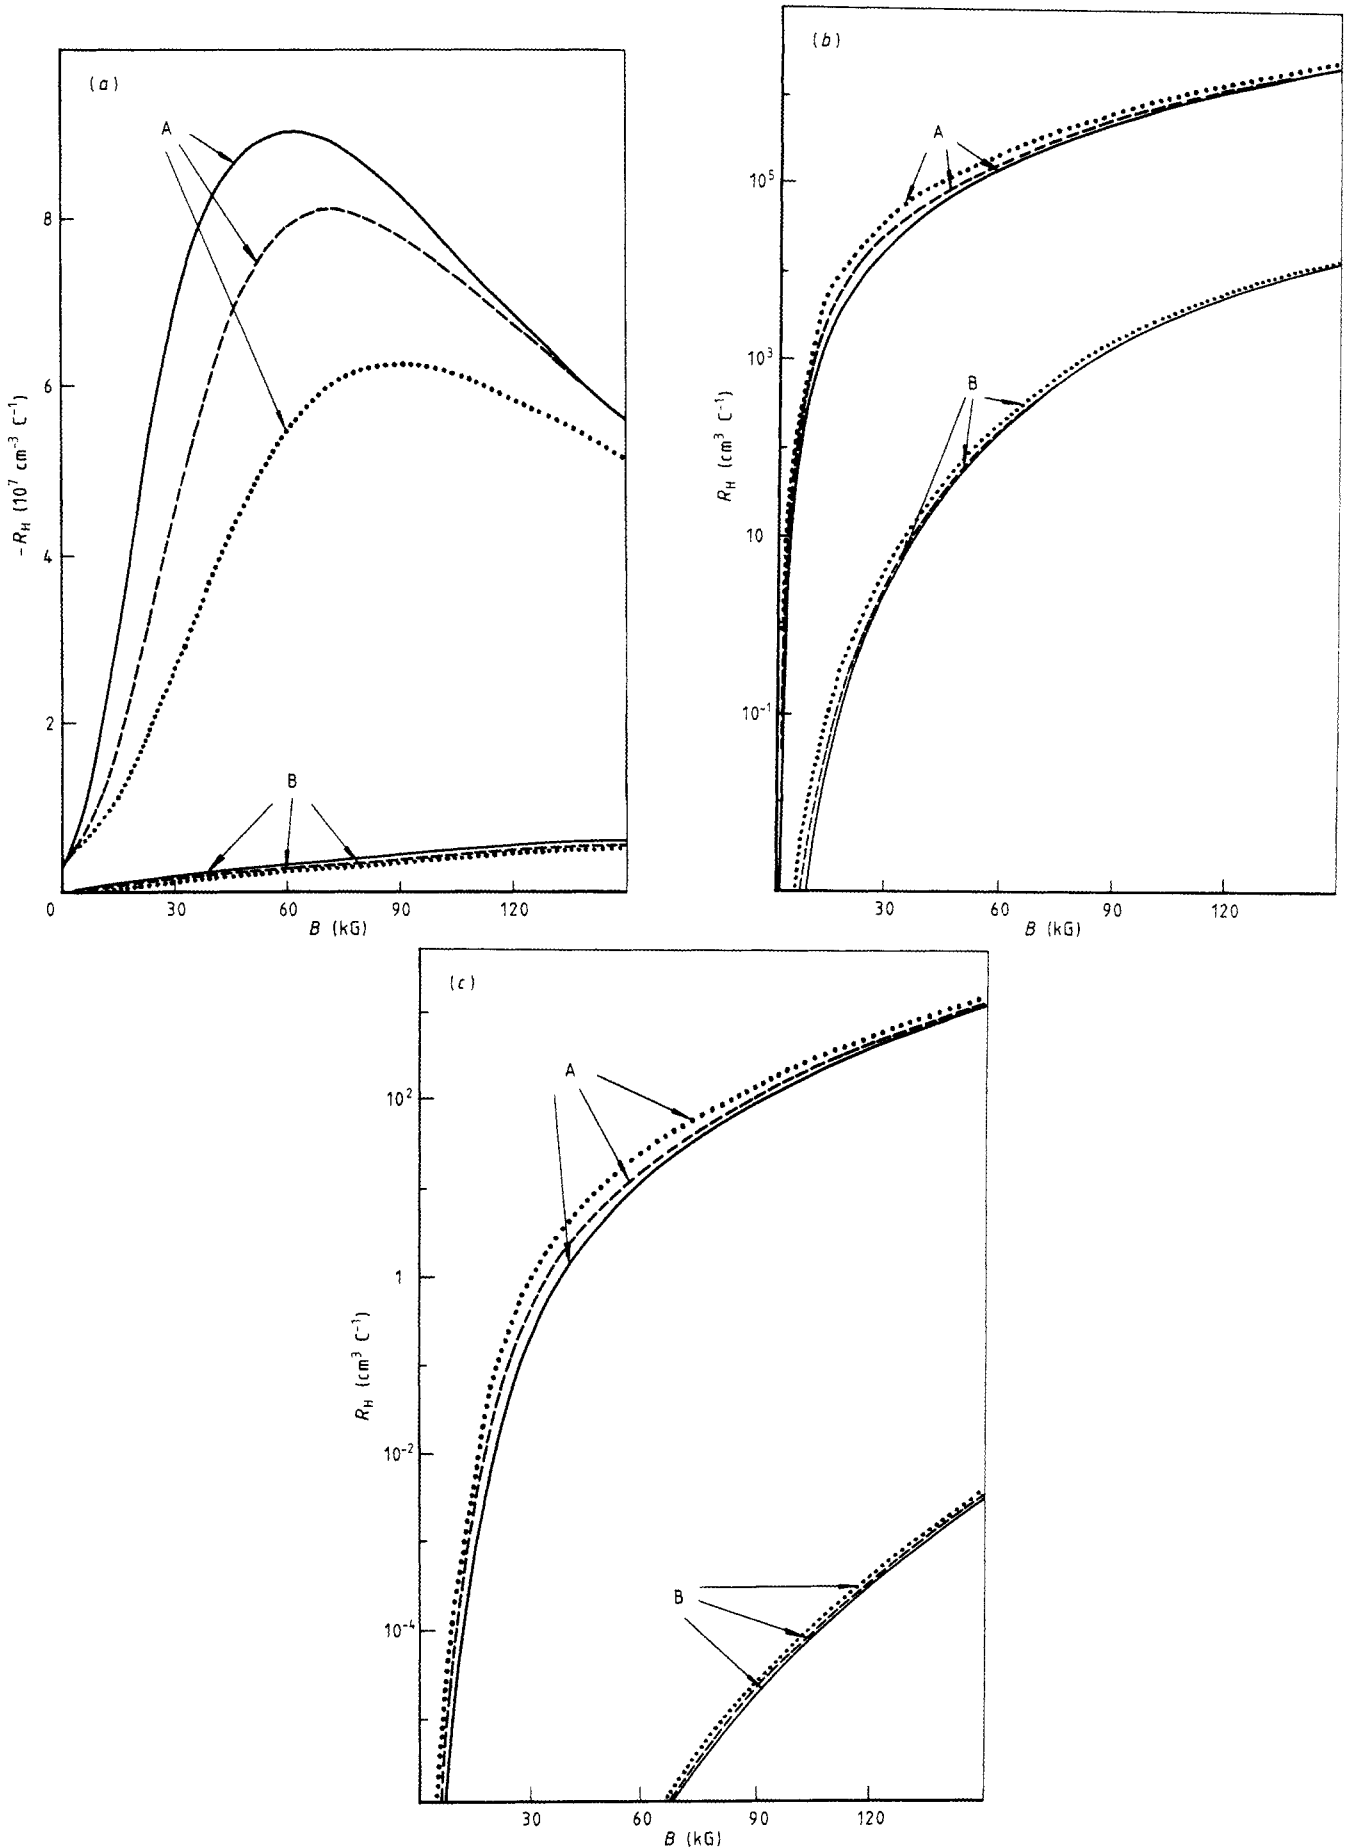 (a)
A
8
6
4
2
-R_H (10^7 cm^-3 C^-1)
B
0 30 60 90 120
B (kG)
(b)
A
10^5
10^3
10
10^-1
R_H (cm^3 C^-1)
B
30 60 90 120
B (kG)
(c)
A
10^2
1
10^-2
10^-4
R_H (cm^3 C^-1)
B
30 60 90 120
B (kG)